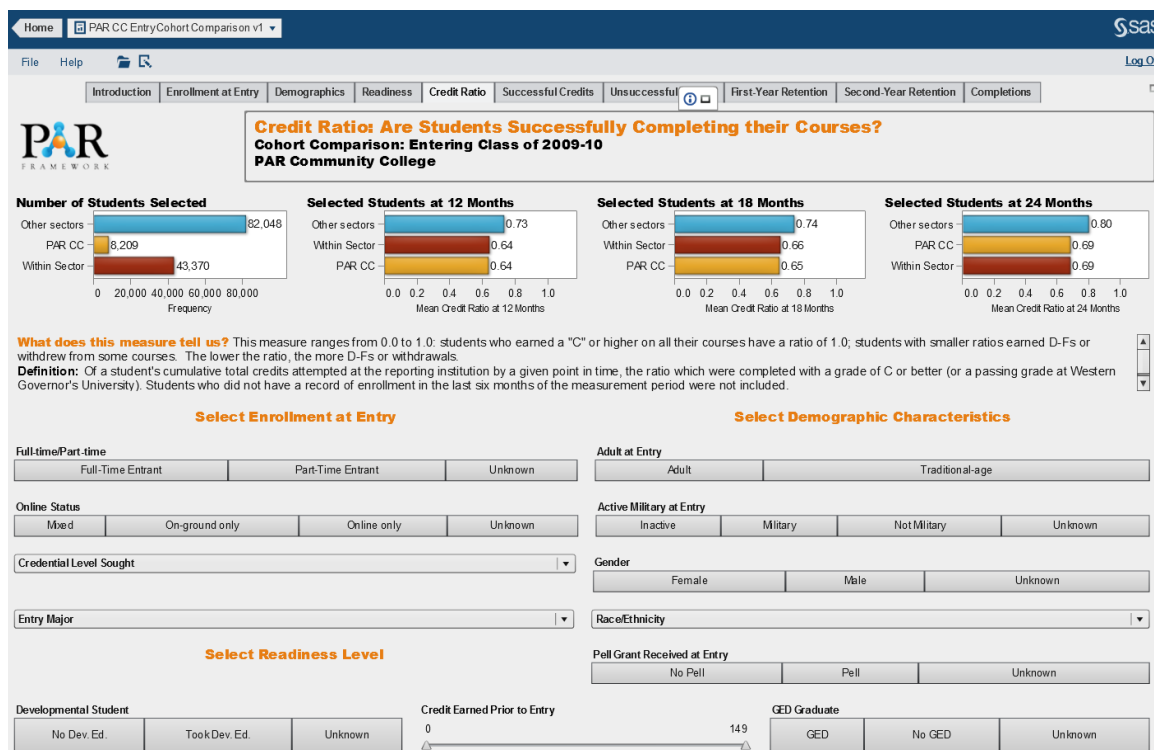 Home
PAR CC EntryCohort Comparison v1
Ssas
File Help
Log O
Introduction Enrollment at Entry Demographics Readiness Credit Ratio Successful Credits Unsuccessful First-Year Retention Second-Year Retention Completions
PAR
FRAMEWORK
Credit Ratio: Are Students Successfully Completing their Courses?
Cohort Comparison: Entering Class of 2009-10
PAR Community College
Number of Students Selected
Other sectors 82,048
PAR CC 8,209
Within Sector 43,370
0 20,000 40,000 60,000 80,000
Frequency
Selected Students at 12 Months
Other sectors 0.73
Within Sector 0.64
PAR CC 0.64
0.0 0.2 0.4 0.6 0.8 1.0
Mean Credit Ratio at 12 Months
Selected Students at 18 Months
Other sectors 0.74
Within Sector 0.66
PAR CC 0.65
0.0 0.2 0.4 0.6 0.8 1.0
Mean Credit Ratio at 18 Months
Selected Students at 24 Months
Other sectors 0.80
PAR CC 0.69
Within Sector 0.69
0.0 0.2 0.4 0.6 0.8 1.0
Mean Credit Ratio at 24 Months
What does this measure tell us? This measure ranges from 0.0 to 1.0: students who earned a "C" or higher on all their courses have a ratio of 1.0; students with smaller ratios earned D-Fs or
withdrew from some courses. The lower the ratio, the more D-Fs or withdrawals.
Definition: Of a student's cumulative total credits attempted at the reporting institution by a given point in time, the ratio which were completed with a grade of C or better (or a passing grade at Western
Governor's University). Students who did not have a record of enrollment in the last six months of the measurement period were not included.
Select Enrollment at Entry
Full-time/Part-time
Full-Time Entrant Part-Time Entrant Unknown
Online Status
Mixed On-ground only Online only Unknown
Credential Level Sought
Entry Major
Select Demographic Characteristics
Adult at Entry
Adult Traditional-age
Active Military at Entry
Inactive Military Not Military Unknown
Gender
Female Male Unknown
Race/Ethnicity
Pell Grant Received at Entry
No Pell Pell Unknown
Select Readiness Level
Developmental Student
No Dev. Ed. Took Dev. Ed. Unknown
Credit Earned Prior to Entry
0 149
GED Graduate
GED No GED Unknown